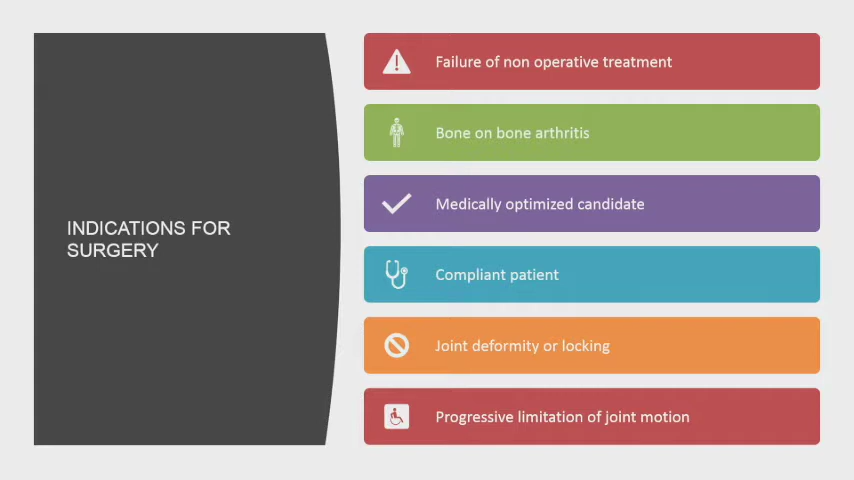 INDICATIONS FOR
SURGERY
Failure of non operative treatment
Bone on bone arthritis
Medically optimized candidate
Compliant patient
Joint deformity or locking
Progressive limitation of joint motion